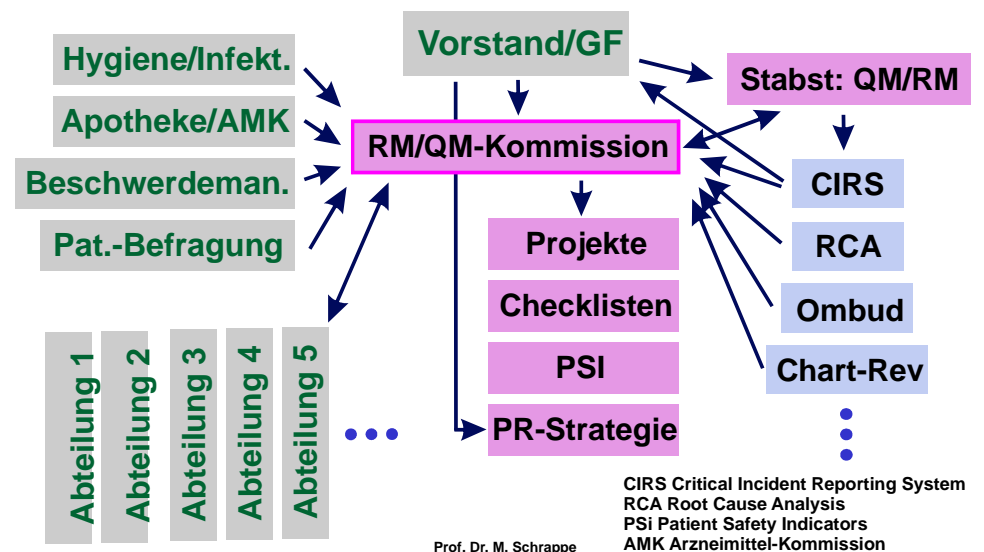 Vorstand/GF
Hygiene/Infekt.
Apotheke/AMK
Beschwerdeman.
Pat.-Befragung
RM/QM-Kommission
Stabst: QM/RM
CIRS
RCA
Ombud
Chart-Rev
Projekte
Checklisten
PSI
PR-Strategie
Abteilung 1
Abteilung 2
Abteilung 3
Abteilung 4
Abteilung 5
CIRS Critical Incident Reporting System
RCA Root Cause Analysis
PSi Patient Safety Indicators
AMK Arzneimittel-Kommission
Prof. Dr. M. Schrappe